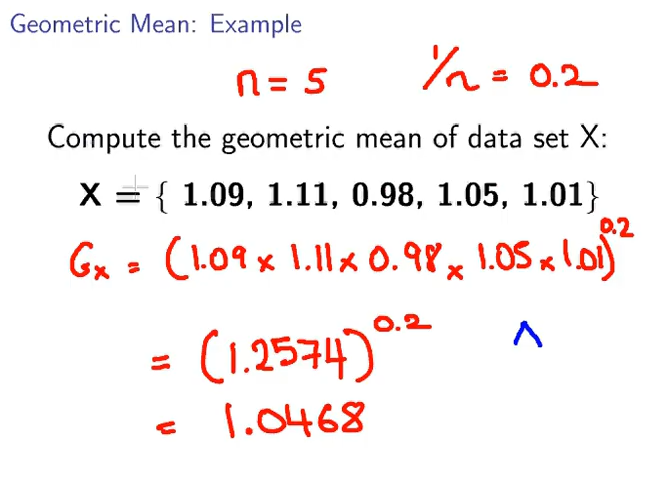 Geometric Mean: Example
n = 5 1/n = 0.2
Compute the geometric mean of data set X:
X = { 1.09, 1.11, 0.98, 1.05, 1.01}
Gx = (1.09 x 1.11 x 0.98 x 1.05 x 1.01)^0.2
= (1.2574)^0.2 ^
= 1.0468